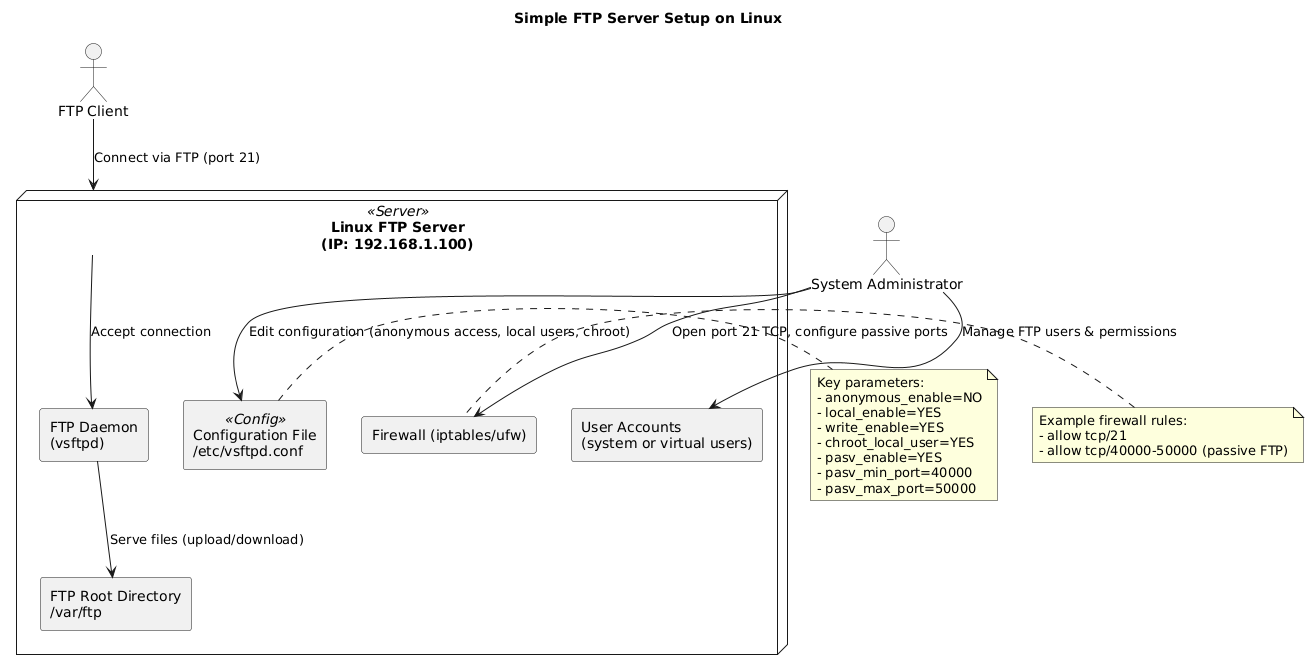 Simple FTP Server Setup on Linux
FTP Client
Connect via FTP (port 21)
«Server»
Linux FTP Server
(IP: 192.168.1.100)
System Administrator
Accept connection
Edit configuration (anonymous access, local users, chroot)
Open port 21 TCP, configure passive ports
Manage FTP users & permissions
FTP Daemon
(vsftpd)
«Config»
Configuration File
/etc/vsftpd.conf
Firewall (iptables/ufw)
User Accounts
(system or virtual users)
Key parameters:
- anonymous_enable=NO
- local_enable=YES
- write_enable=YES
- chroot_local_user=YES
- pasv_enable=YES
- pasv_min_port=40000
- pasv_max_port=50000
Example firewall rules:
- allow tcp/21
- allow tcp/40000-50000 (passive FTP)
Serve files (upload/download)
FTP Root Directory
/var/ftp